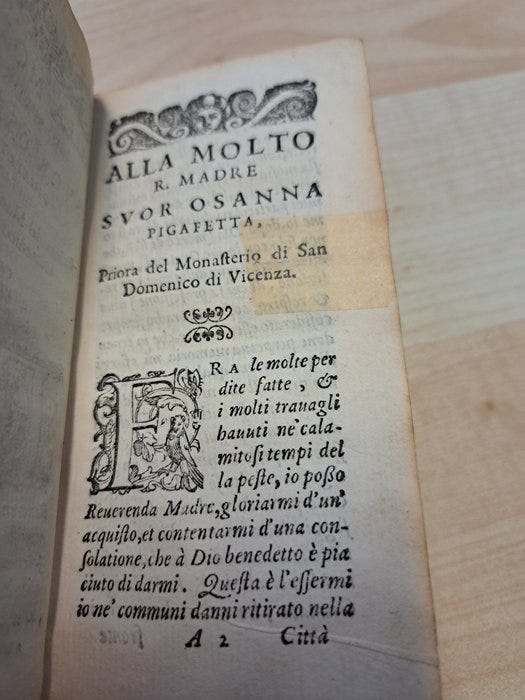 ALLA MOLTO
R. MADRE
SVOR OSANNA
PIGAFETTA,
Priora del Monasterio di San
Domenico di Vicenza.
FRA le molte per
dite fatte, &
i molti trauagli
hauuti ne' cala-
mitosi tempi del
la peste, io posso
Reuerenda Madre, gloriarmi d'un'
acquisto, et contentarmi d'una con-
solatione, che à Dio benedetto è pia
ciuto di darmi. Questa è l'essermi
io ne' communi danni ritirato nella
A 2 Città